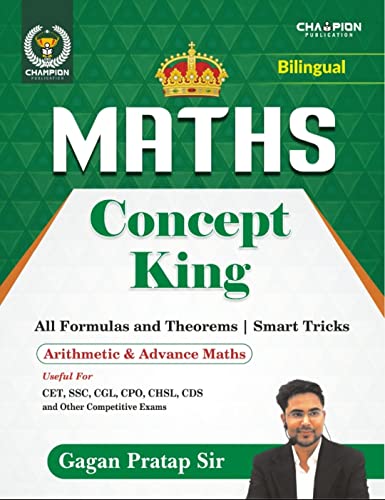 CHAMPION
PUBLICATION
CHAMPION
PUBLICATION
Bilingual
MATHS
Concept
King
All Formulas and Theorems | Smart Tricks
Arithmetic & Advance Maths
Useful For
CET, SSC, CGL, CPO, CHSL, CDS
and Other Competitive Exams
Gagan Pratap Sir